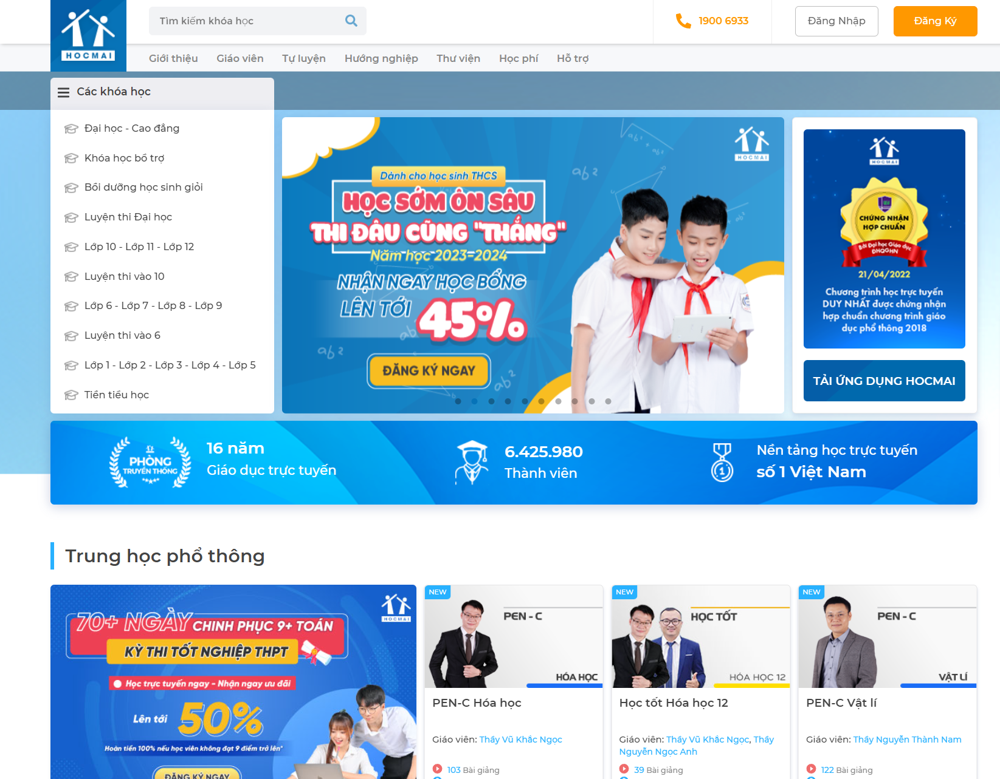 HOCMAI
Tìm kiếm khóa học
1900 6933
Đăng Nhập
Đăng Ký
Giới thiệu
Giáo viên
Tự luyện
Hướng nghiệp
Thư viện
Học phí
Hỗ trợ
Các khóa học
Đại học - Cao đẳng
Khóa học bổ trợ
Bồi dưỡng học sinh giỏi
Luyện thi Đại học
Lớp 10 - Lớp 11 - Lớp 12
Luyện thi vào 10
Lớp 6 - Lớp 7 - Lớp 8 - Lớp 9
Luyện thi vào 6
Lớp 1 - Lớp 2 - Lớp 3 - Lớp 4 - Lớp 5
Tiền tiểu học
HOCMAI
Dành cho học sinh THCS
HỌC SỚM ÔN SÂU
THI ĐÂU CŨNG "THẮNG"
Năm học 2023-2024
NHẬN NGAY HỌC BỔNG
LÊN TỚI 45%
ĐĂNG KÝ NGAY
HOCMAI
CHỨNG NHẬN
HỢP CHUẨN
Bởi Đại học Giáo dục
ĐHQGHN
21/04/2022
Chương trình học trực tuyến
DUY NHẤT được chứng nhận
hợp chuẩn chương trình giáo
dục phổ thông 2018
TẢI ỨNG DỤNG HOCMAI
PHÒNG
TRUYỀN THỐNG
16 năm
Giáo dục trực tuyến
6.425.980
Thành viên
1
Nền tảng học trực tuyến
số 1 Việt Nam
Trung học phổ thông
HOCMAI
70+ NGÀY CHINH PHỤC 9+ TOÁN
KỲ THI TỐT NGHIỆP THPT
Học trực tuyến ngay - Nhận ngay ưu đãi
Lên tới 50%
Hoàn tiền 100% nếu học viên không đạt 9 điểm trở lên*
ĐĂNG KÝ NGAY
NEW
PEN - C
HÓA HỌC
PEN-C Hóa học
Giáo viên: Thầy Vũ Khắc Ngọc
103 Bài giảng
NEW
HỌC TỐT
HÓA HỌC 12
Học tốt Hóa học 12
Giáo viên: Thầy Vũ Khắc Ngọc, Thầy
Nguyễn Ngọc Anh
39 Bài giảng
NEW
PEN - C
VẬT LÍ
PEN-C Vật lí
Giáo viên: Thầy Nguyễn Thành Nam
122 Bài giảng